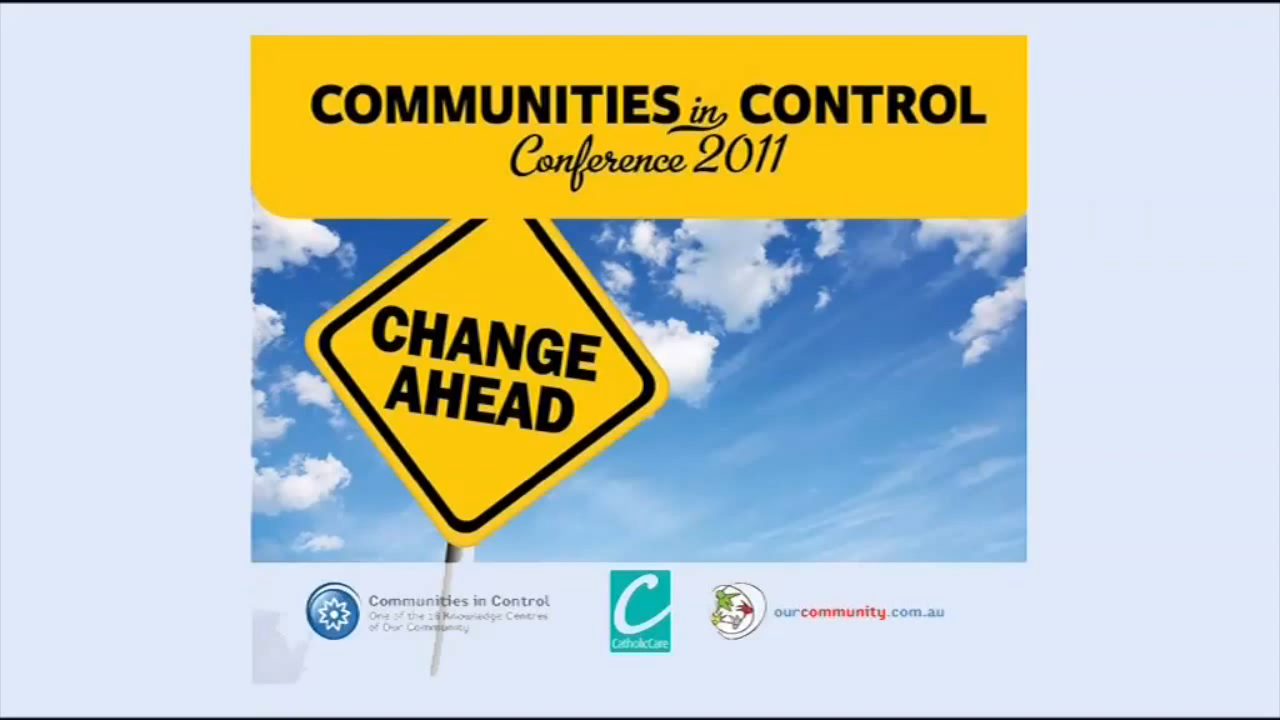 COMMUNITIES in CONTROL
Conference 2011
CHANGE
AHEAD
Communities in Control
One of the 16 Knowledge Centres
of Our Community
CatholicCare
ourcommunity.com.au